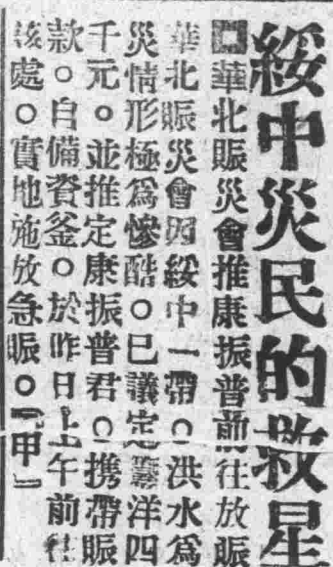 綏中災民的救星
▣華北賑災會推康振普前往放賑
華北賑災會因綏中一帶。洪水為
災情形極為慘酷。已議定籌洋四
千元。並推定康振普君。攜帶賑
款。自備資釜。於昨日上午前往
該處。實地施放急賑。「甲」